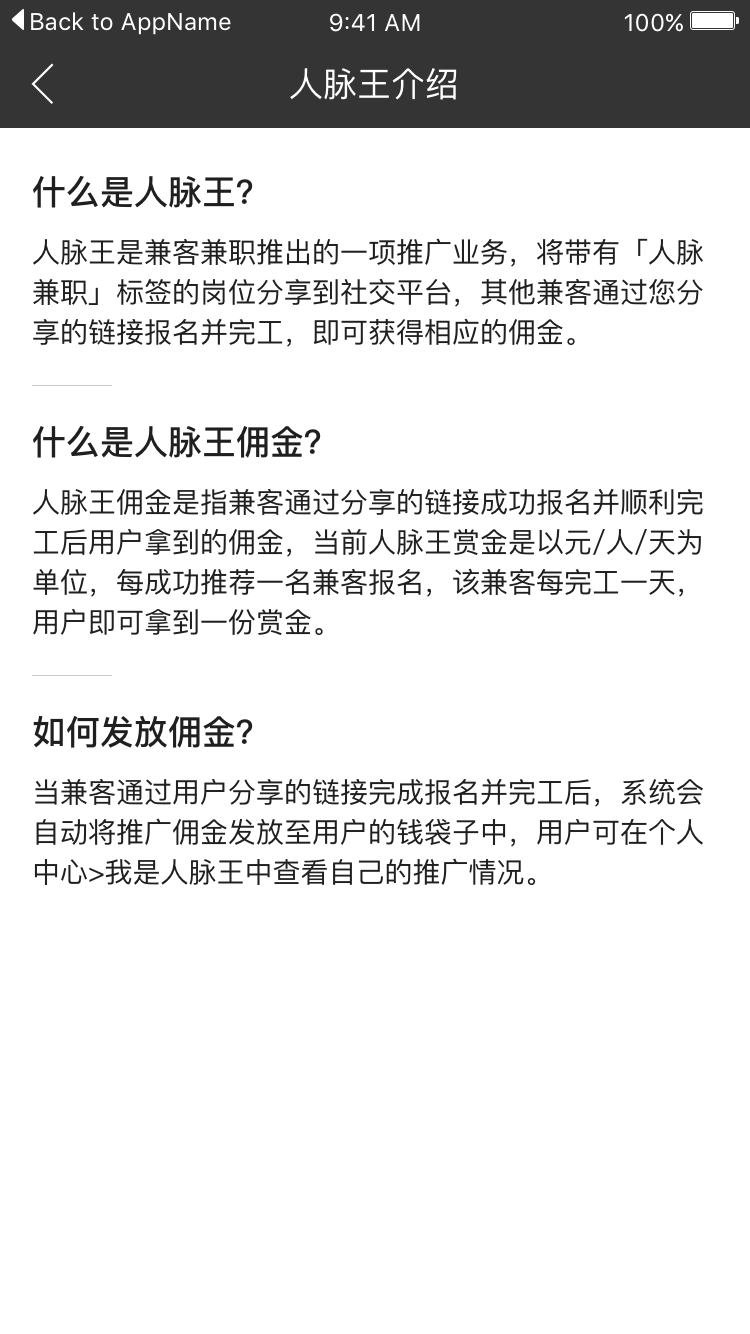 Back to AppName 9:41 AM 100%
人脉王介绍
什么是人脉王?
人脉王是兼客兼职推出的一项推广业务，将带有「人脉
兼职」标签的岗位分享到社交平台，其他兼客通过您分
享的链接报名并完工，即可获得相应的佣金。
什么是人脉王佣金?
人脉王佣金是指兼客通过分享的链接成功报名并顺利完
工后用户拿到的佣金，当前人脉王赏金是以元/人/天为
单位，每成功推荐一名兼客报名，该兼客每完工一天，
用户即可拿到一份赏金。
如何发放佣金?
当兼客通过用户分享的链接完成报名并完工后，系统会
自动将推广佣金发放至用户的钱袋子中，用户可在个人
中心>我是人脉王中查看自己的推广情况。